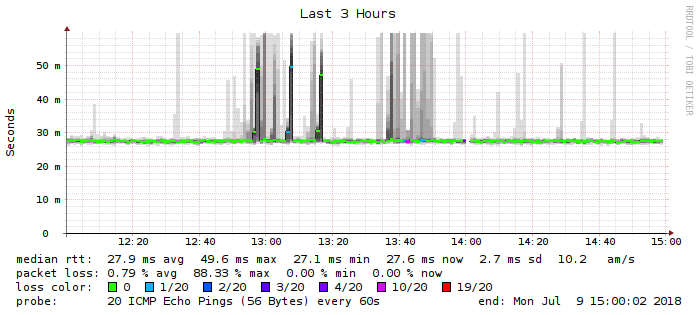 Last 3 Hours
RRDTOOL / TOBI OETIKER
Seconds
50 m
40 m
30 m
20 m
10 m
0
12:20 12:40 13:00 13:20 13:40 14:00 14:20 14:40 15:00
median rtt: 27.9 ms avg 49.6 ms max 27.1 ms min 27.6 ms now 2.7 ms sd 10.2 am/s
packet loss: 0.79 % avg 88.33 % max 0.00 % min 0.00 % now
loss color: 0 1/20 2/20 3/20 4/20 10/20 19/20
probe: 20 ICMP Echo Pings (56 Bytes) every 60s end: Mon Jul 9 15:00:02 2018